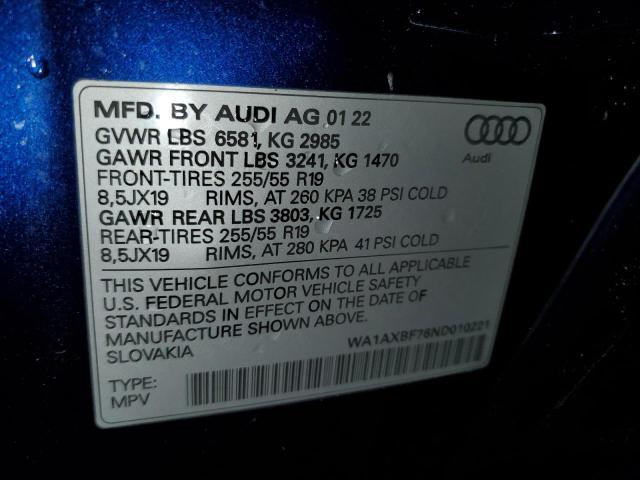 MFD. BY AUDI AG 01 22
GVWR LBS 6581, KG 2985
GAWR FRONT LBS 3241, KG 1470
FRONT-TIRES 255/55 R19
8,5JX19 RIMS, AT 260 KPA 38 PSI COLD
GAWR REAR LBS 3803, KG 1725
REAR-TIRES 255/55 R19
8,5JX19 RIMS, AT 280 KPA 41 PSI COLD
Audi
THIS VEHICLE CONFORMS TO ALL APPLICABLE
U.S. FEDERAL MOTOR VEHICLE SAFETY
STANDARDS IN EFFECT ON THE DATE OF
MANUFACTURE SHOWN ABOVE.
SLOVAKIA
WA1AXBF76ND010221
TYPE:
MPV